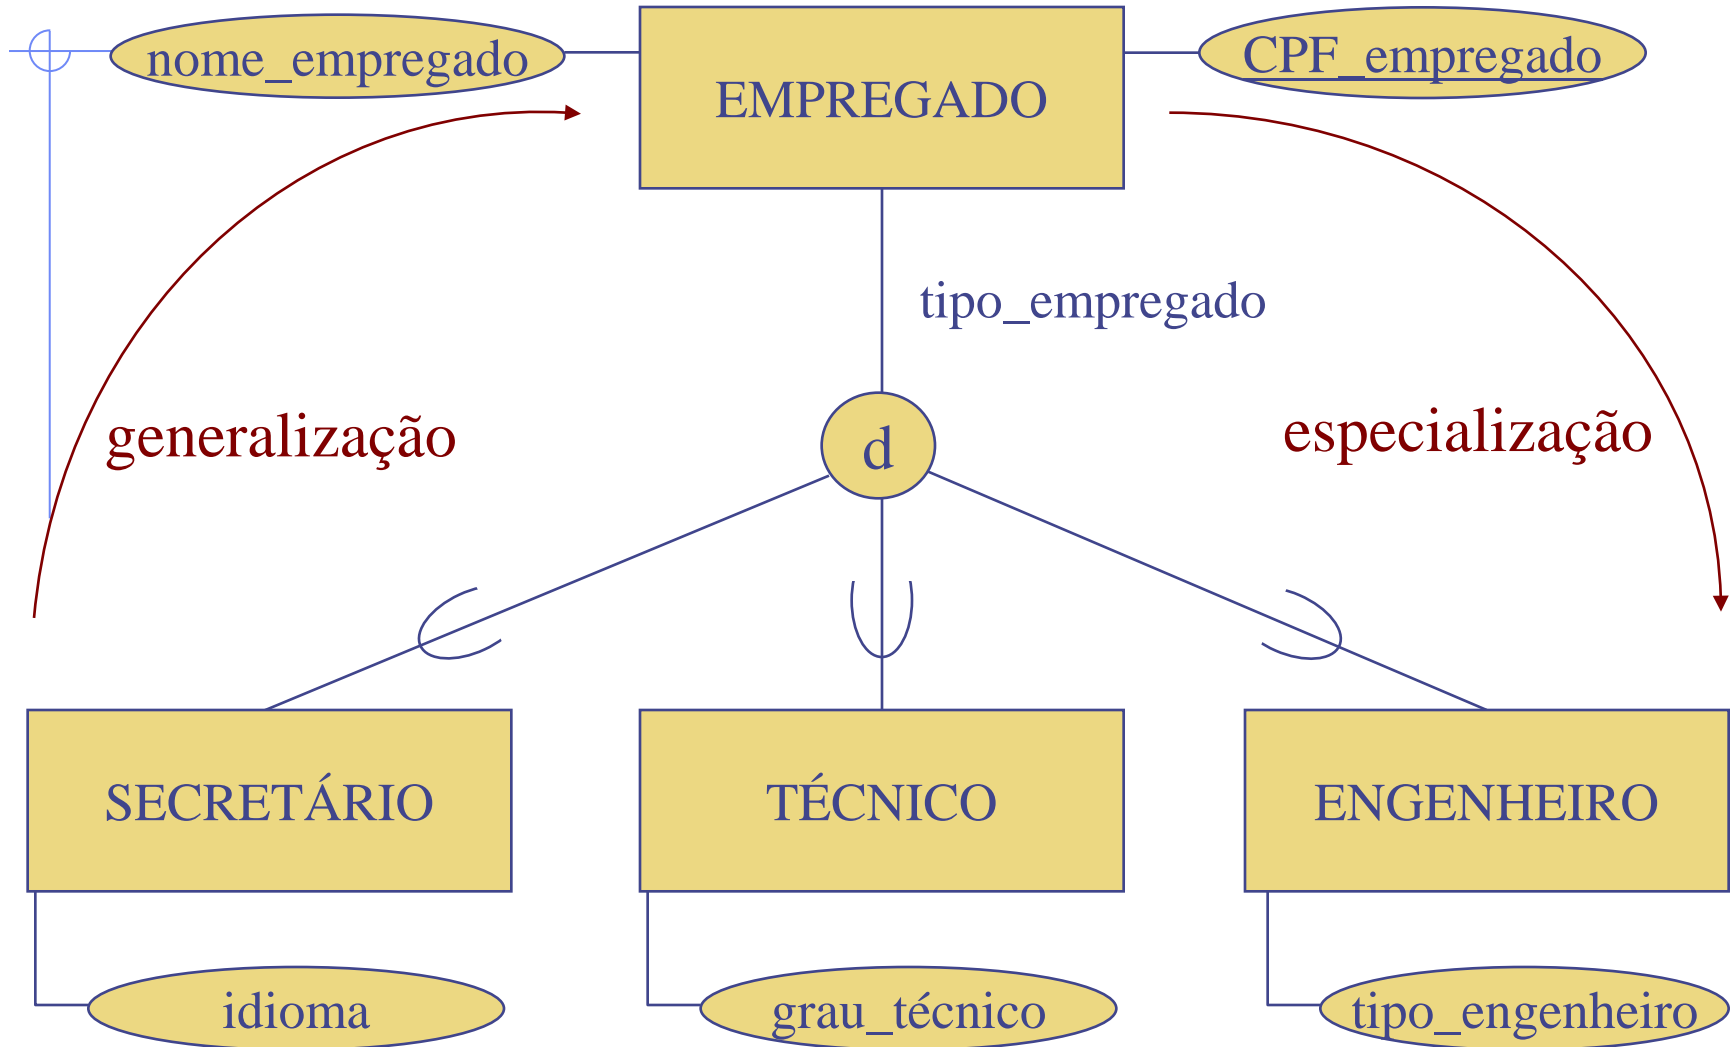 nome_empregado
CPF_empregado
EMPREGADO
tipo_empregado
generalização
especialização
d
SECRETÁRIO
TÉCNICO
ENGENHEIRO
idioma
grau_técnico
tipo_engenheiro